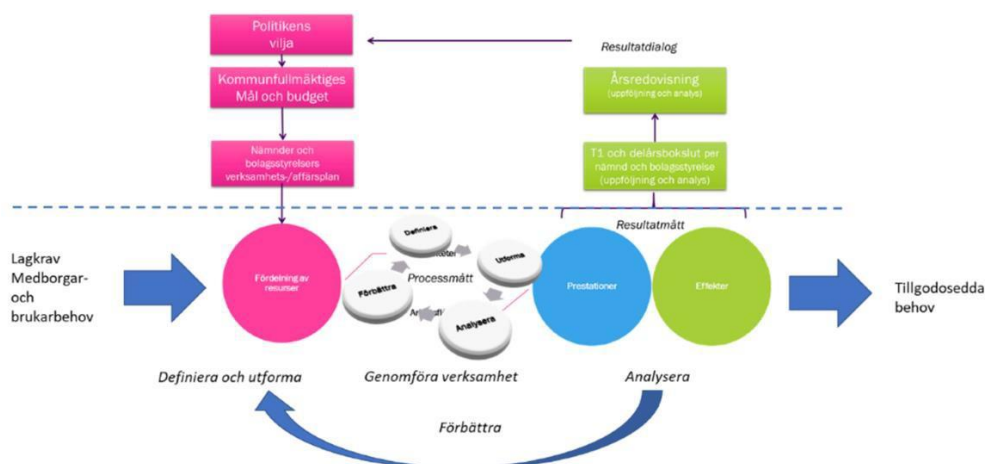 Politikens
vilja
Resultatdialog
Kommunfullmäktiges
Mål och budget
Årsredovisning
(uppföljning och analys)
Nämnder och
bolagsstyrelsers
verksamhets-/affärsplan
T1 och delårsbokslut per
nämnd och bolagsstyrelse
(uppföljning och analys)
Resultatmått
Lagkrav
Medborgar-
och
brukarbehov
Fördelning av
resurser
Definiera
Utforma
Processmått
Förbättra
Analysera
Prestationer
Effekter
Tillgodosedda
behov
Definiera och utforma
Genomföra verksamhet
Analysera
Förbättra